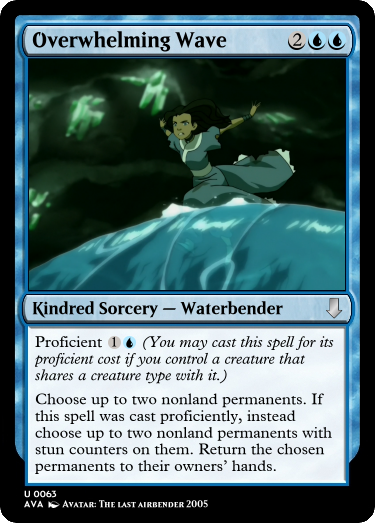 Overwhelming Wave 2
Kindred Sorcery — Waterbender
Proficient 1 (You may cast this spell for its
proficient cost if you control a creature that
shares a creature type with it.)
Choose up to two nonland permanents. If
this spell was cast proficiently, instead
choose up to two nonland permanents with
stun counters on them. Return the chosen
permanents to their owners' hands.
U 0063
AVA Avatar: The last airbender 2005